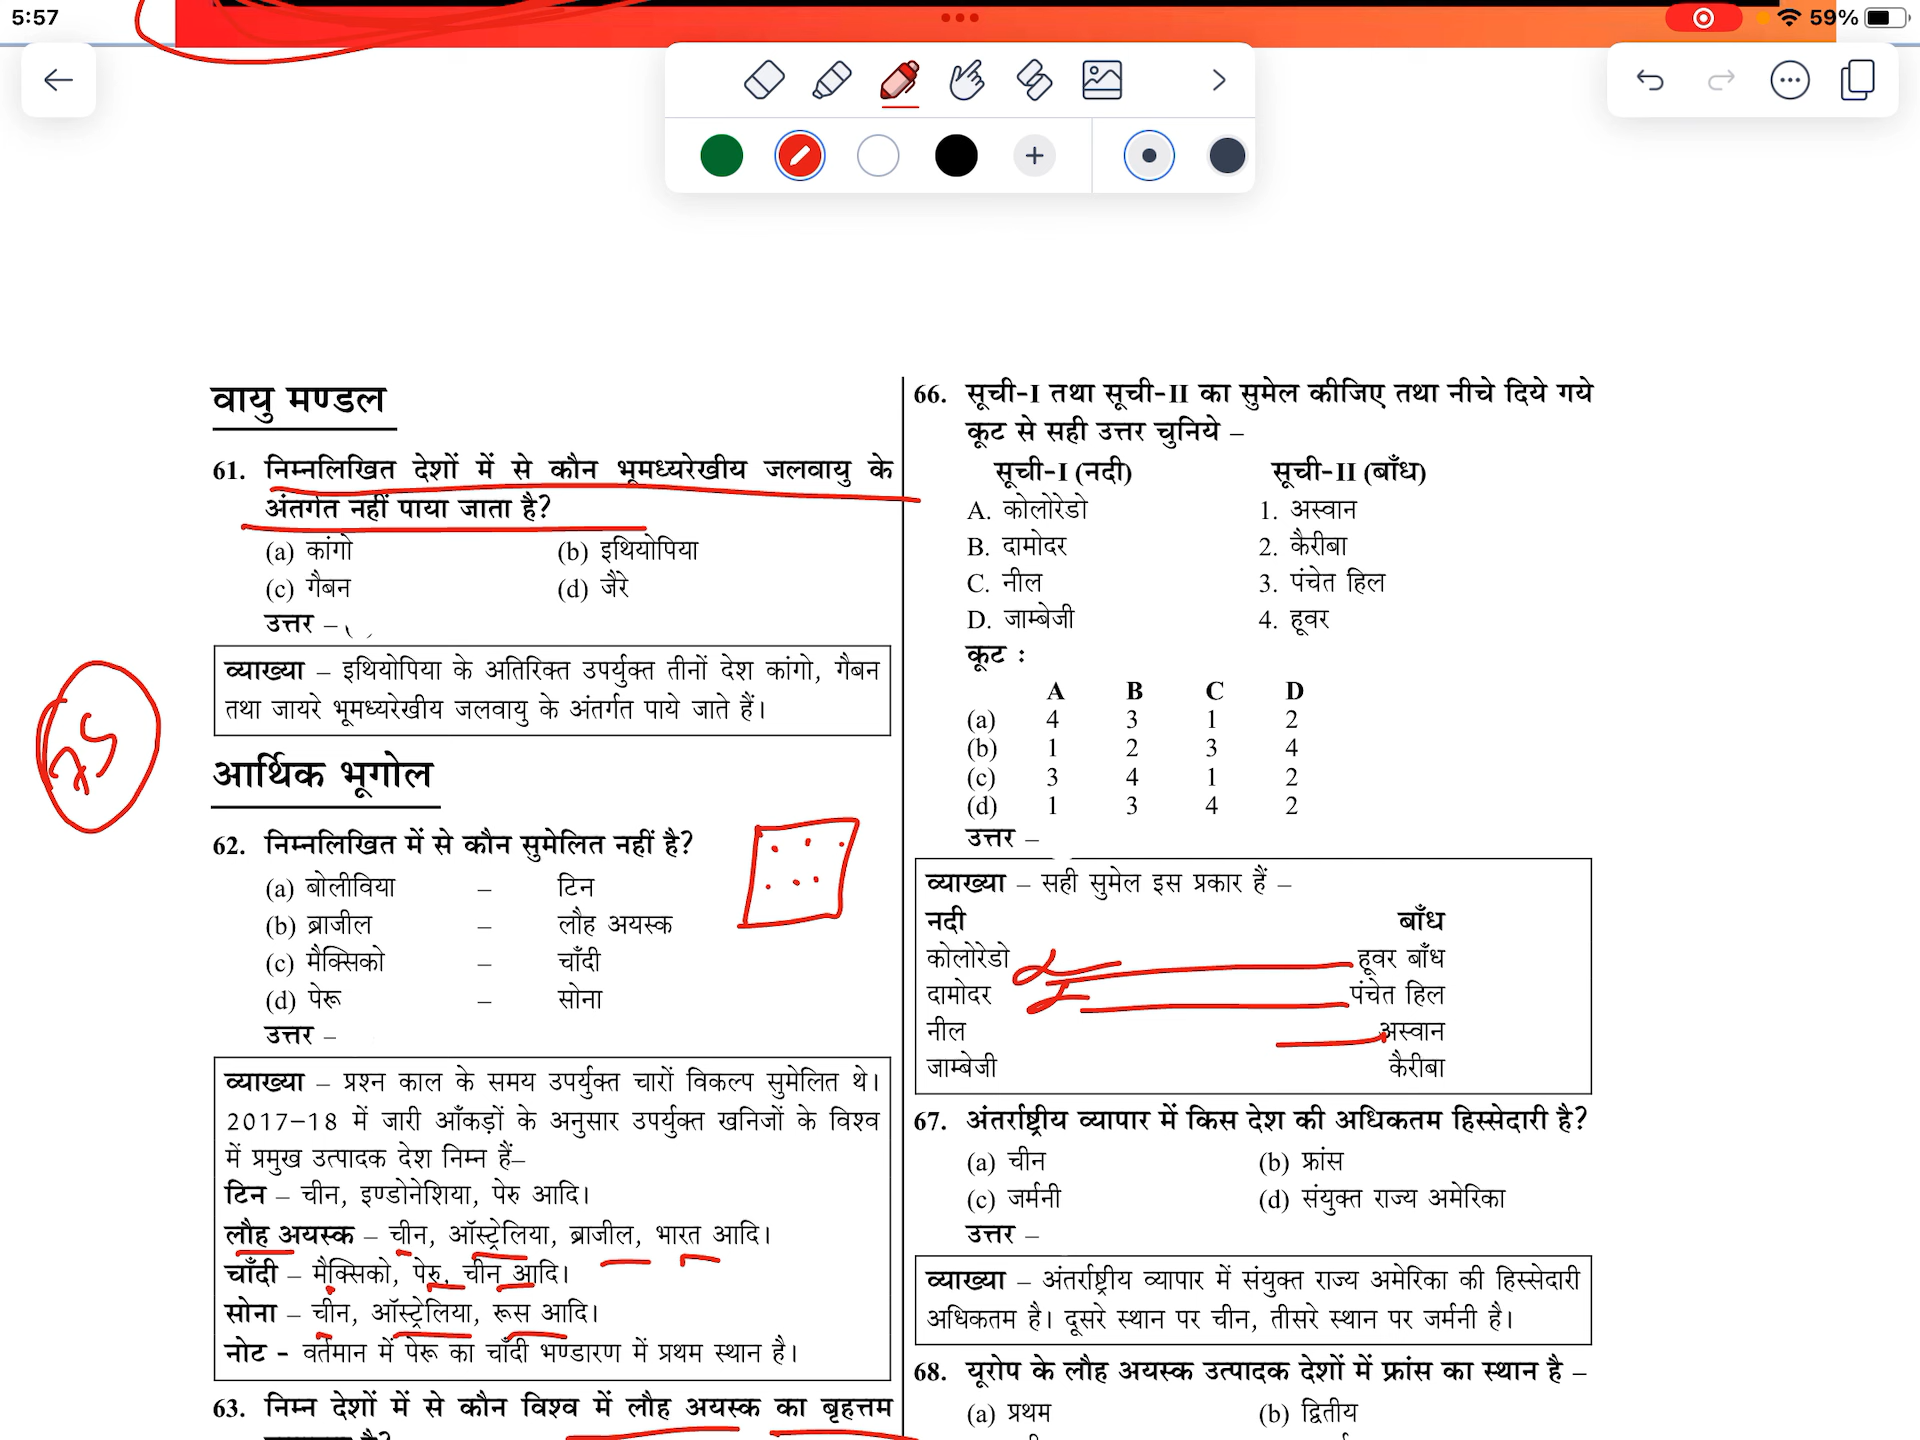 5:57
59%
वायु मण्डल
61. निम्नलिखित देशों में से कौन भूमध्यरेखीय जलवायु के
अंतर्गत नहीं पाया जाता है?
(a) कांगो (b) इथियोपिया
(c) गैबन (d) जैरे
उत्तर –
व्याख्या – इथियोपिया के अतिरिक्त उपर्युक्त तीनों देश कांगो, गैबन
तथा जायरे भूमध्यरेखीय जलवायु के अंतर्गत पाये जाते हैं।
आर्थिक भूगोल
62. निम्नलिखित में से कौन सुमेलित नहीं है?
(a) बोलीविया – टिन
(b) ब्राजील – लौह अयस्क
(c) मैक्सिको – चाँदी
(d) पेरू – सोना
उत्तर –
व्याख्या – प्रश्न काल के समय उपर्युक्त चारों विकल्प सुमेलित थे।
2017–18 में जारी आँकड़ों के अनुसार उपर्युक्त खनिजों के विश्व
में प्रमुख उत्पादक देश निम्न हैं–
टिन – चीन, इण्डोनेशिया, पेरु आदि।
लौह अयस्क – चीन, ऑस्ट्रेलिया, ब्राजील, भारत आदि।
चाँदी – मैक्सिको, पेरु, चीन आदि।
सोना – चीन, ऑस्ट्रेलिया, रूस आदि।
नोट - वर्तमान में पेरू का चाँदी भण्डारण में प्रथम स्थान है।
63. निम्न देशों में से कौन विश्व में लौह अयस्क का बृहत्तम
66. सूची-I तथा सूची-II का सुमेल कीजिए तथा नीचे दिये गये
कूट से सही उत्तर चुनिये –
सूची-I (नदी) सूची-II (बाँध)
A. कोलोरेडो 1. अस्वान
B. दामोदर 2. कैरीबा
C. नील 3. पंचेत हिल
D. जाम्बेजी 4. हूवर
कूट :
A B C D
(a) 4 3 1 2
(b) 1 2 3 4
(c) 3 4 1 2
(d) 1 3 4 2
उत्तर –
व्याख्या – सही सुमेल इस प्रकार हैं –
नदी बाँध
कोलोरेडो हूवर बाँध
दामोदर पंचेत हिल
नील अस्वान
जाम्बेजी कैरीबा
67. अंतर्राष्ट्रीय व्यापार में किस देश की अधिकतम हिस्सेदारी है?
(a) चीन (b) फ्रांस
(c) जर्मनी (d) संयुक्त राज्य अमेरिका
उत्तर –
व्याख्या – अंतर्राष्ट्रीय व्यापार में संयुक्त राज्य अमेरिका की हिस्सेदारी
अधिकतम है। दूसरे स्थान पर चीन, तीसरे स्थान पर जर्मनी है।
68. यूरोप के लौह अयस्क उत्पादक देशों में फ्रांस का स्थान है –
(a) प्रथम (b) द्वितीय